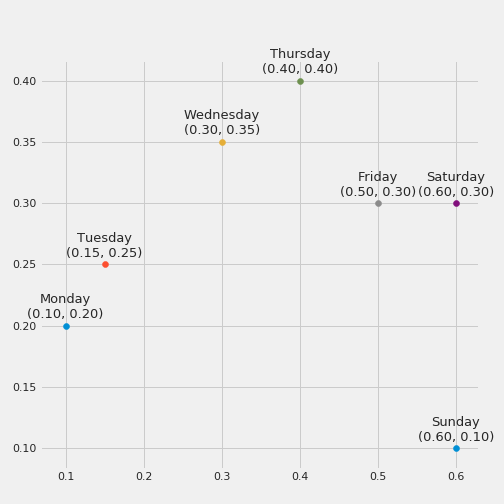 Thursday
(0.40, 0.40)
0.40
Wednesday
(0.30, 0.35)
0.35
Friday
(0.50, 0.30)
Saturday
(0.60, 0.30)
0.30
Tuesday
(0.15, 0.25)
0.25
Monday
(0.10, 0.20)
0.20
0.15
Sunday
(0.60, 0.10)
0.10
0.1 0.2 0.3 0.4 0.5 0.6